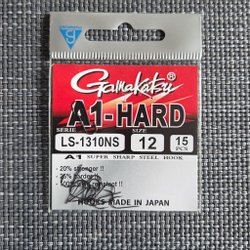 Gamakatsu
A1-HARD
SERIE SIZE
LS-1310NS 12 15 PCS
A1 SUPER SHARP STEEL HOOK
- 20% stronger !!
HOOKS MADE IN JAPAN